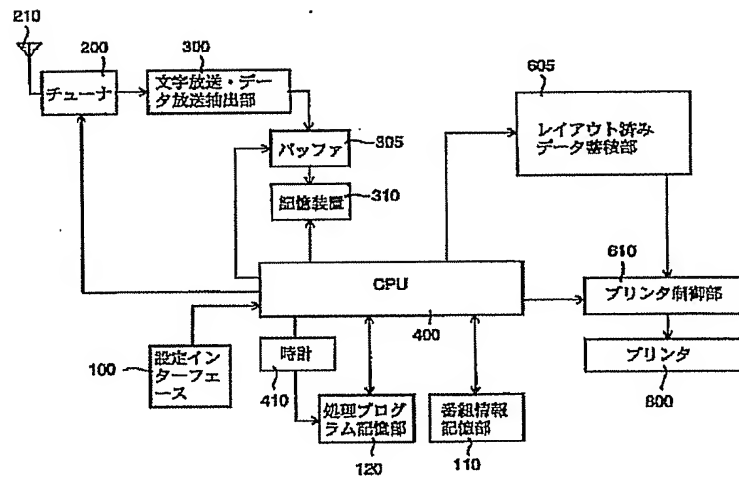 210
200
チューナ
300
文字放送・デー
タ放送抽出部
バッファ
305
記憶装置
310
605
レイアウト済み
データ蓄積部
CPU
400
610
プリンタ制御部
プリンタ
600
100
設定インタ
ーフェース
時計
410
処理プログ
ラム記憶部
120
番組情報
記憶部
110